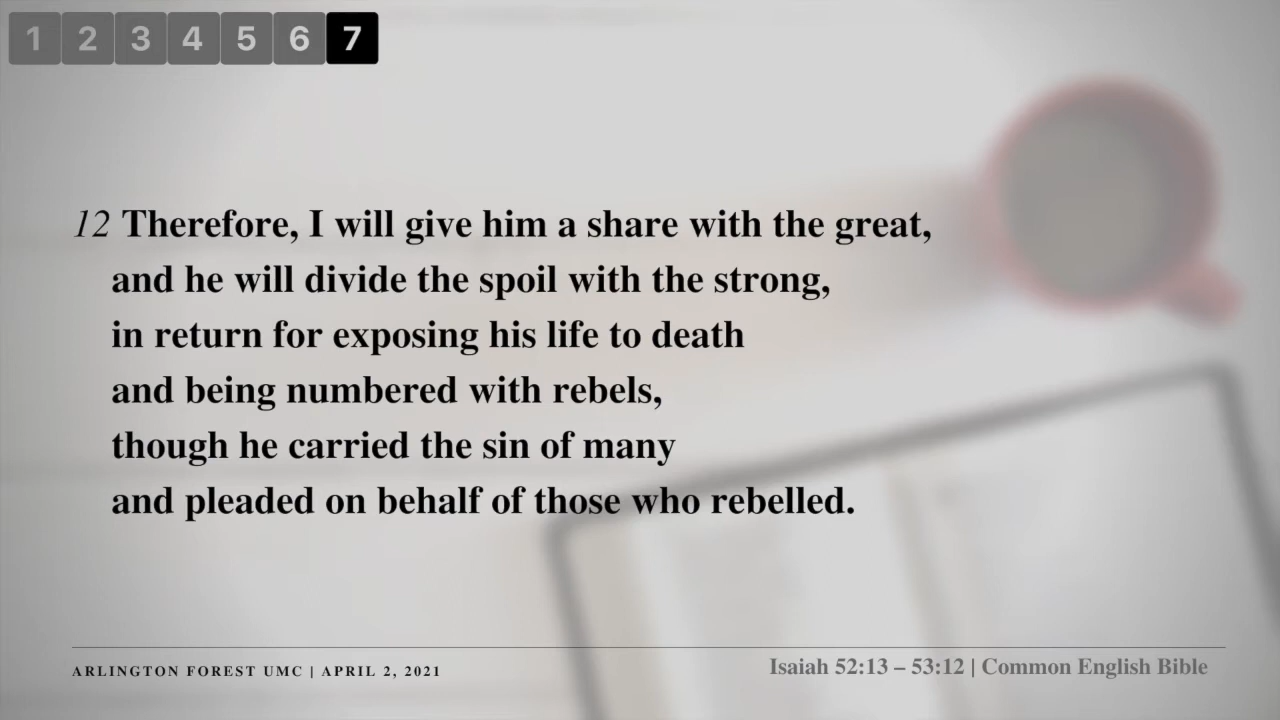 1 2 3 4 5 6 7
12 Therefore, I will give him a share with the great,
and he will divide the spoil with the strong,
in return for exposing his life to death
and being numbered with rebels,
though he carried the sin of many
and pleaded on behalf of those who rebelled.
ARLINGTON FOREST UMC | APRIL 2, 2021
Isaiah 52:13 – 53:12 | Common English Bible